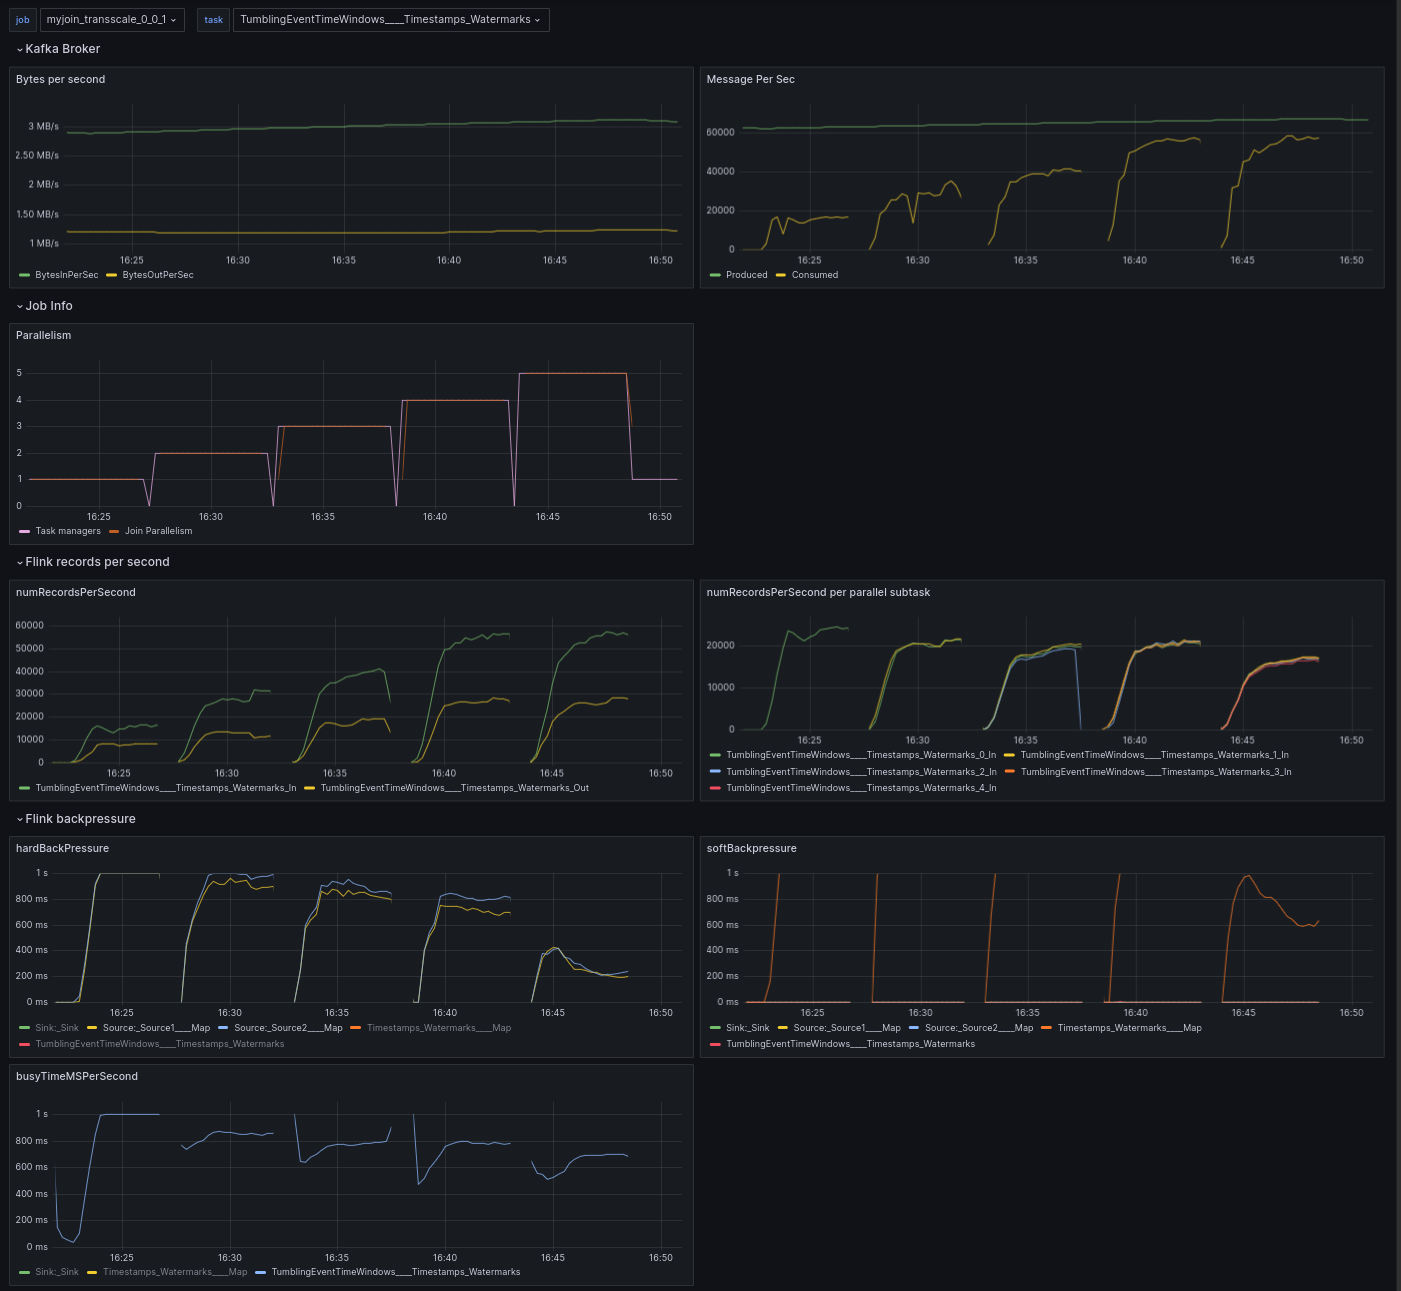 job myjoin_transscale_0_0_1 task TumblingEventTimeWindows____Timestamps_Watermarks
Kafka Broker
Bytes per second
3 MB/s
2.50 MB/s
2 MB/s
1.50 MB/s
1 MB/s
16:25 16:30 16:35 16:40 16:45 16:50
BytesInPerSec BytesOutPerSec
Message Per Sec
60000
40000
20000
0
16:25 16:30 16:35 16:40 16:45 16:50
Produced Consumed
Job Info
Parallelism
5
4
3
2
1
0
16:25 16:30 16:35 16:40 16:45 16:50
Task managers Join Parallelism
Flink records per second
numRecordsPerSecond
60000
50000
40000
30000
20000
10000
0
16:25 16:30 16:35 16:40 16:45 16:50
TumblingEventTimeWindows____Timestamps_Watermarks_In TumblingEventTimeWindows____Timestamps_Watermarks_Out
numRecordsPerSecond per parallel subtask
20000
10000
0
16:25 16:30 16:35 16:40 16:45 16:50
TumblingEventTimeWindows____Timestamps_Watermarks_0_In TumblingEventTimeWindows____Timestamps_Watermarks_1_In
TumblingEventTimeWindows____Timestamps_Watermarks_2_In TumblingEventTimeWindows____Timestamps_Watermarks_3_In
TumblingEventTimeWindows____Timestamps_Watermarks_4_In
Flink backpressure
hardBackPressure
1 s
800 ms
600 ms
400 ms
200 ms
0 ms
16:25 16:30 16:35 16:40 16:45 16:50
Sink:_Sink Source:_Source1____Map Source:_Source2____Map Timestamps_Watermarks____Map
TumblingEventTimeWindows____Timestamps_Watermarks
softBackpressure
1 s
800 ms
600 ms
400 ms
200 ms
0 ms
16:25 16:30 16:35 16:40 16:45 16:50
Sink:_Sink Source:_Source1____Map Source:_Source2____Map Timestamps_Watermarks____Map
TumblingEventTimeWindows____Timestamps_Watermarks
busyTimeMSPerSecond
1 s
800 ms
600 ms
400 ms
200 ms
0 ms
16:25 16:30 16:35 16:40 16:45 16:50
Sink:_Sink Timestamps_Watermarks____Map TumblingEventTimeWindows____Timestamps_Watermarks